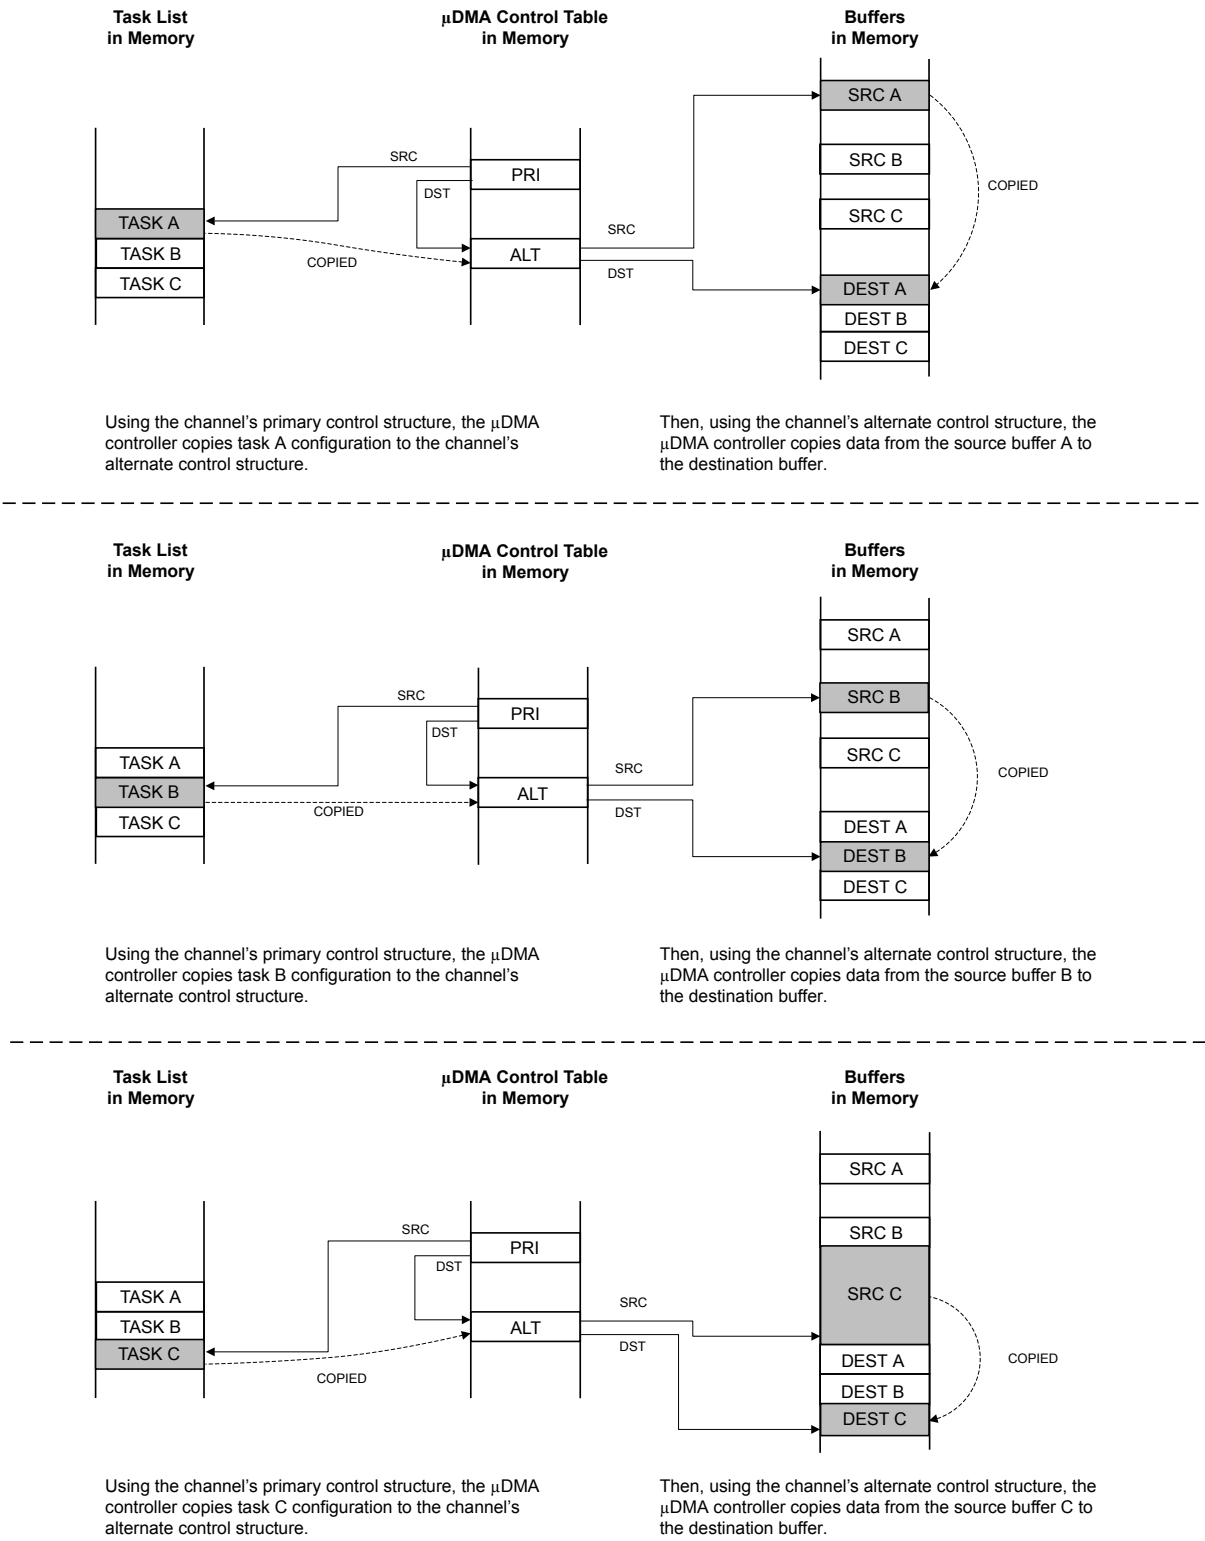 Task List
in Memory
µDMA Control Table
in Memory
Buffers
in Memory
SRC A
SRC B
SRC C
DEST A
DEST B
DEST C
SRC
PRI
DST
COPIED
TASK A
TASK B
TASK C
COPIED
ALT
SRC
DST
Using the channel's primary control structure, the µDMA
controller copies task A configuration to the channel's
alternate control structure.
Then, using the channel's alternate control structure, the
µDMA controller copies data from the source buffer A to
the destination buffer.
Task List
in Memory
µDMA Control Table
in Memory
Buffers
in Memory
SRC A
SRC B
SRC C
DEST A
DEST B
DEST C
SRC
PRI
DST
COPIED
TASK A
TASK B
TASK C
COPIED
ALT
SRC
DST
Using the channel's primary control structure, the µDMA
controller copies task B configuration to the channel's
alternate control structure.
Then, using the channel's alternate control structure, the
µDMA controller copies data from the source buffer B to
the destination buffer.
Task List
in Memory
µDMA Control Table
in Memory
Buffers
in Memory
SRC A
SRC B
SRC C
DEST A
DEST B
DEST C
SRC
PRI
DST
COPIED
TASK A
TASK B
TASK C
COPIED
ALT
SRC
DST
Using the channel's primary control structure, the µDMA
controller copies task C configuration to the channel's
alternate control structure.
Then, using the channel's alternate control structure, the
µDMA controller copies data from the source buffer C to
the destination buffer.